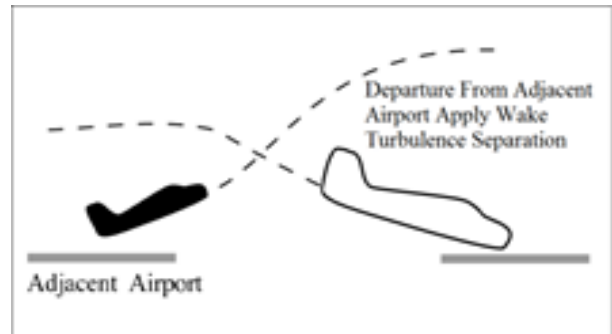 Departure From Adjacent
Airport Apply Wake
Turbulence Separation
Adjacent Airport